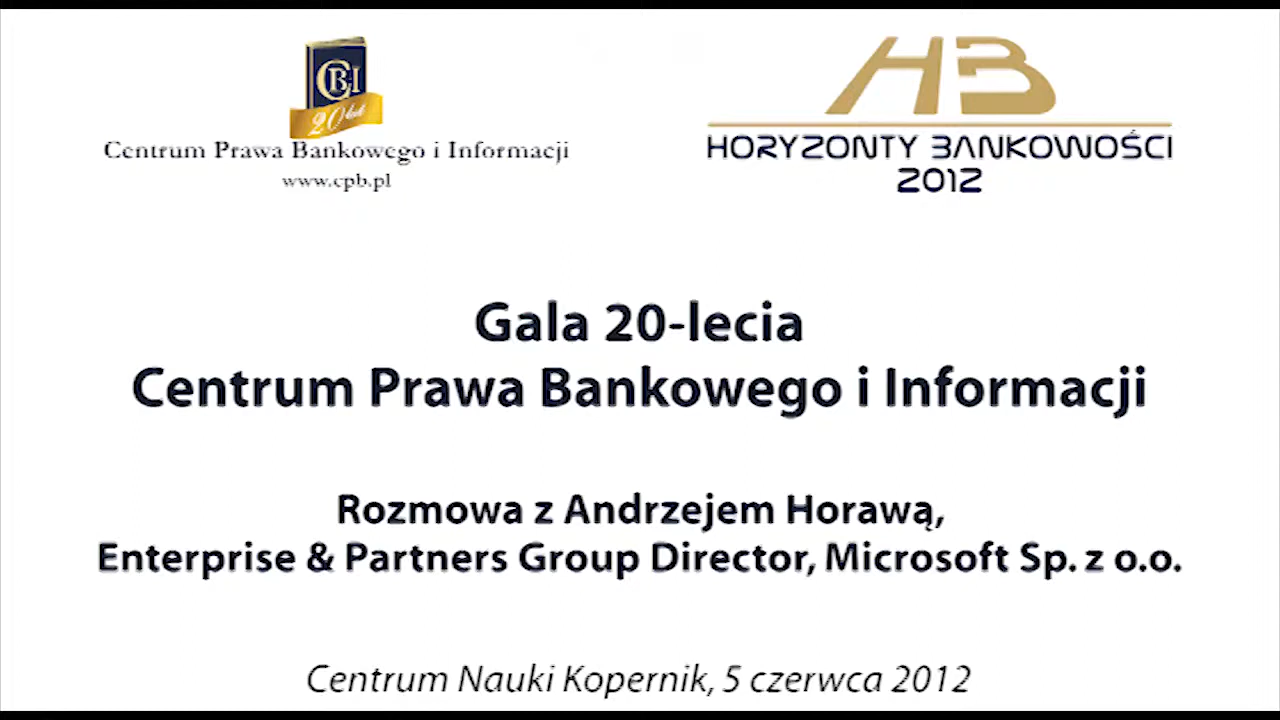 CBI
20 lat
Centrum Prawa Bankowego i Informacji
www.cpb.pl
HB
HORYZONTY BANKOWOŚCI
2012
Gala 20-lecia
Centrum Prawa Bankowego i Informacji
Rozmowa z Andrzejem Horawą,
Enterprise & Partners Group Director, Microsoft Sp. z o.o.
Centrum Nauki Kopernik, 5 czerwca 2012